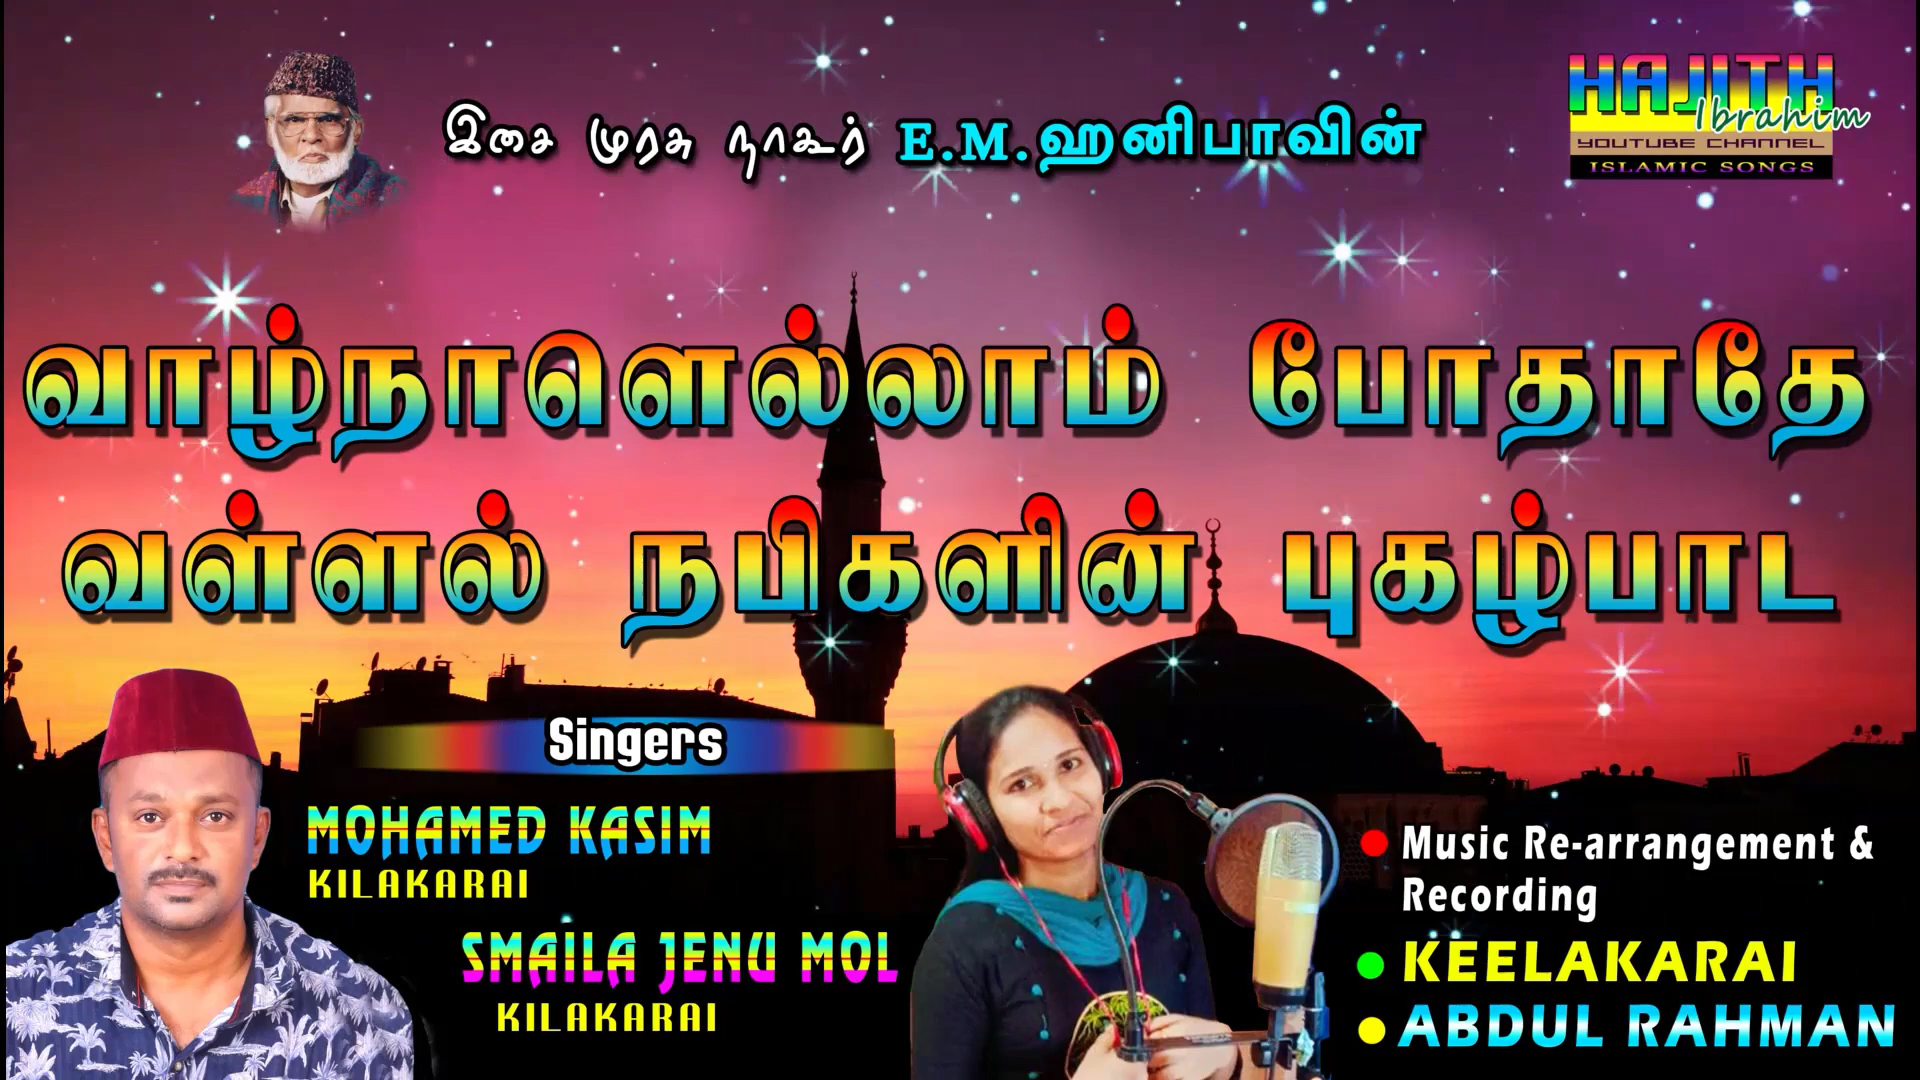 இசை முரசு நாகூர் E.M.ஹனிபாவின்
HAJITH
Ibrahim
YOUTUBE CHANNEL
ISLAMIC SONGS
வாழ்நாளெல்லாம் போதாதே
வள்ளல் நபிகளின் புகழ்பாட
Singers
MOHAMED KASIM
KILAKARAI
SMAILA JENU MOL
KILAKARAI
Music Re-arrangement &
Recording
KEELAKARAI
ABDUL RAHMAN